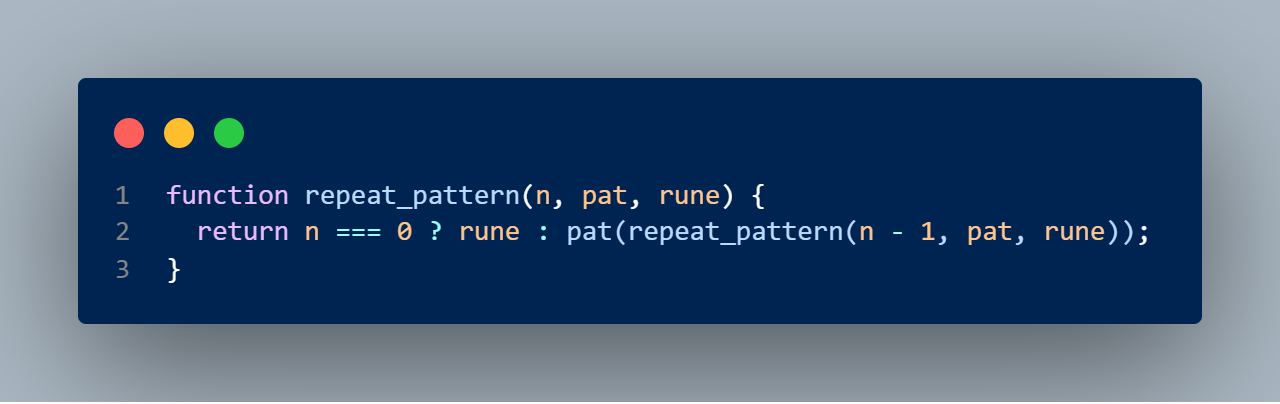 1 function repeat_pattern(n, pat, rune) {
2   return n === 0 ? rune : pat(repeat_pattern(n - 1, pat, rune));
3 }